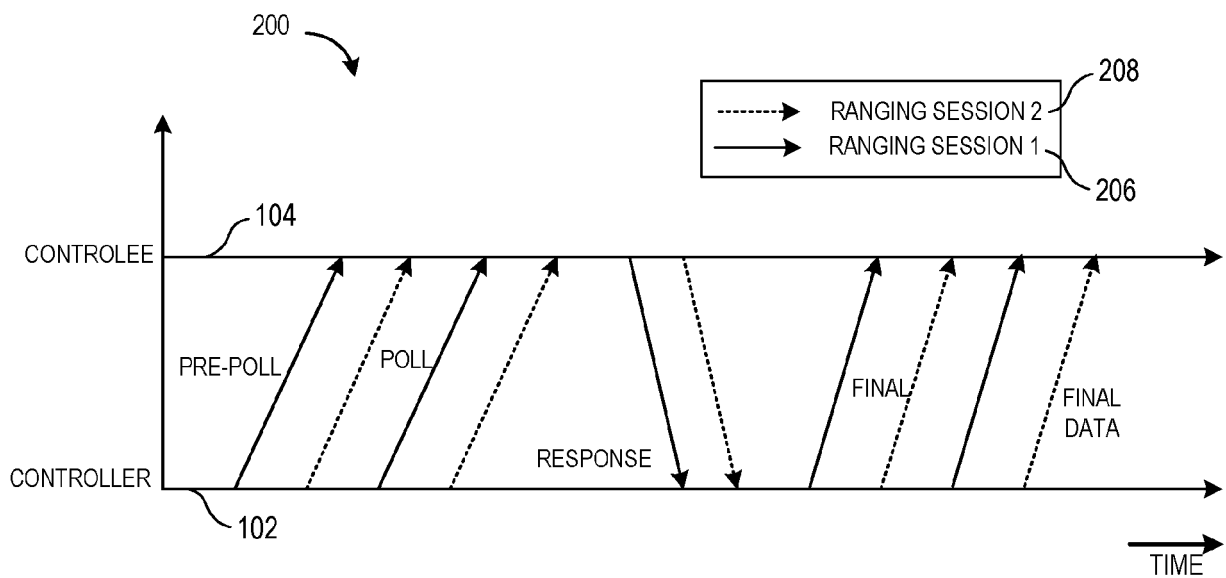 200
208
RANGING SESSION 2
RANGING SESSION 1
206
104
CONTROLEE
PRE-POLL
POLL
RESPONSE
FINAL
FINAL
DATA
CONTROLLER
102
TIME